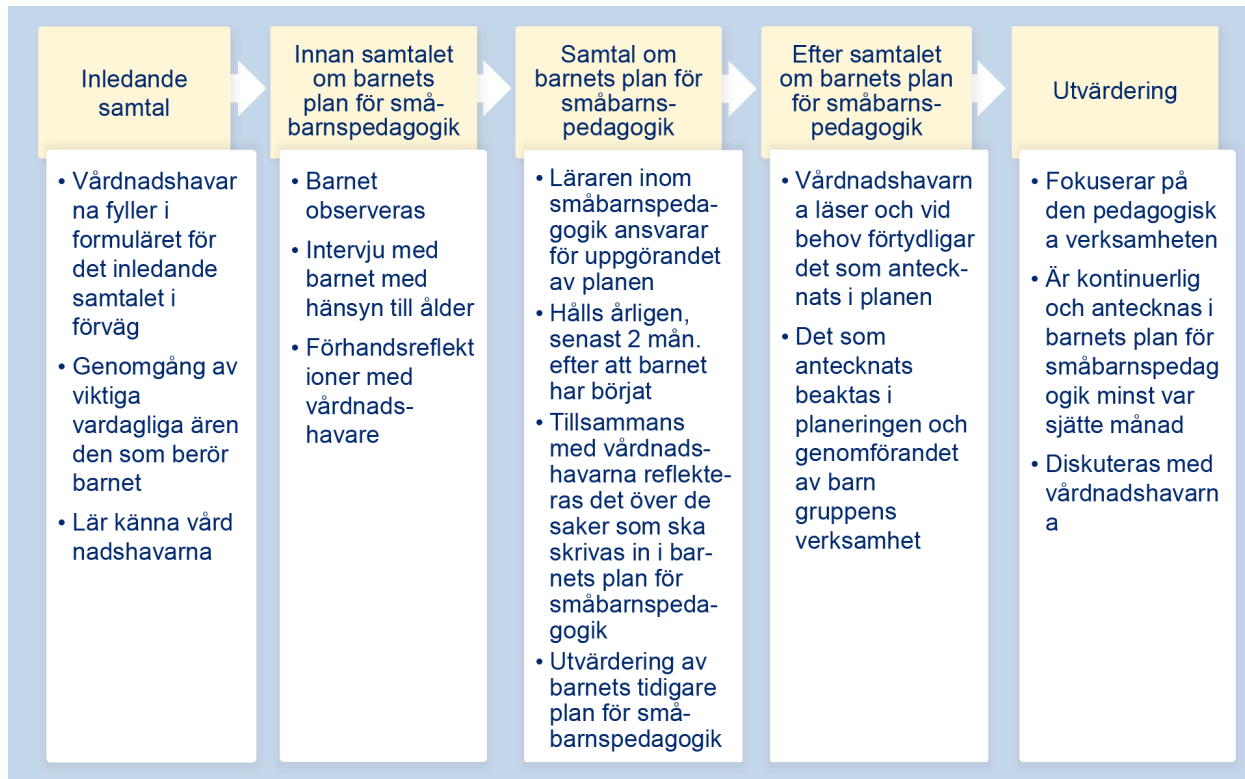 Inledande
samtal
Innan samtalet
om barnets
plan för små-
barnspedagogik
Samtal om
barnets plan för
småbarns-
pedagogik
Efter samtalet
om barnets plan
för småbarns-
pedagogik
Utvärdering
• Vårdnadshavar
na fyller i
formuläret för
det inledande
samtalet i
förväg
• Genomgång av
viktiga
vardagliga ären
den som berör
barnet
• Lär känna vård
nadshavarna
• Barnet
observeras
• Intervju med
barnet med
hänsyn till ålder
• Förhandsreflekt
ioner med
vårdnads-
havare
• Läraren inom
småbarnspeda-
gogik ansvarar
för uppgörandet
av planen
• Hålls årligen,
senast 2 mån.
efter att barnet
har börjat
• Tillsammans
med vårdnads-
havarna reflekte-
ras det över de
saker som ska
skrivas in i bar-
nets plan för
småbarnspeda-
gogik
• Utvärdering av
barnets tidigare
plan för små-
barnspedagogik
• Vårdnadshavarn
a läser och vid
behov förtydligar
det som anteck-
nats i planen
• Det som
antecknats
beaktas i
planeringen och
genomförandet
av barn
gruppens
verksamhet
• Fokuserar på
den pedagogisk
a verksamheten
• Är kontinuerlig
och antecknas i
barnets plan för
småbarnspedag
ogik minst var
sjätte månad
• Diskuteras med
vårdnadshavarn
a